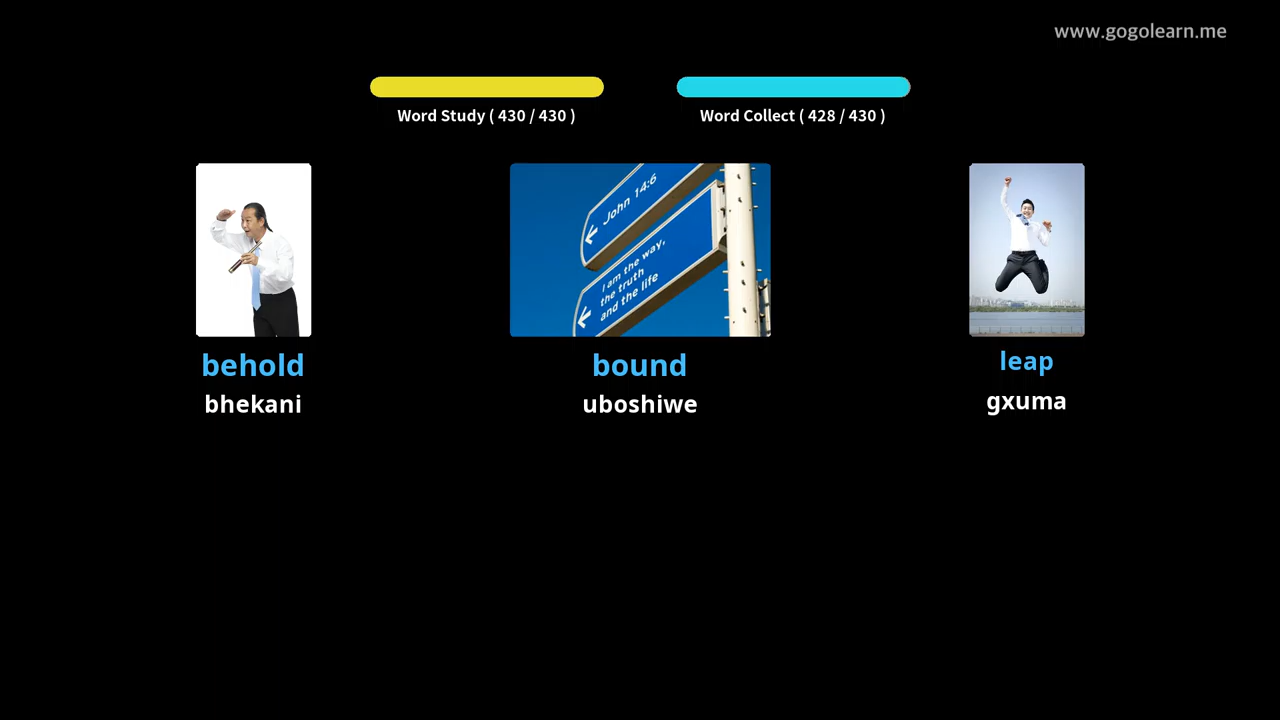 www.gogolearn.me
Word Study ( 430 / 430 )
Word Collect ( 428 / 430 )
John 14:6
I am the way,
the truth
and the life
behold
bhekani
bound
uboshiwe
leap
gxuma